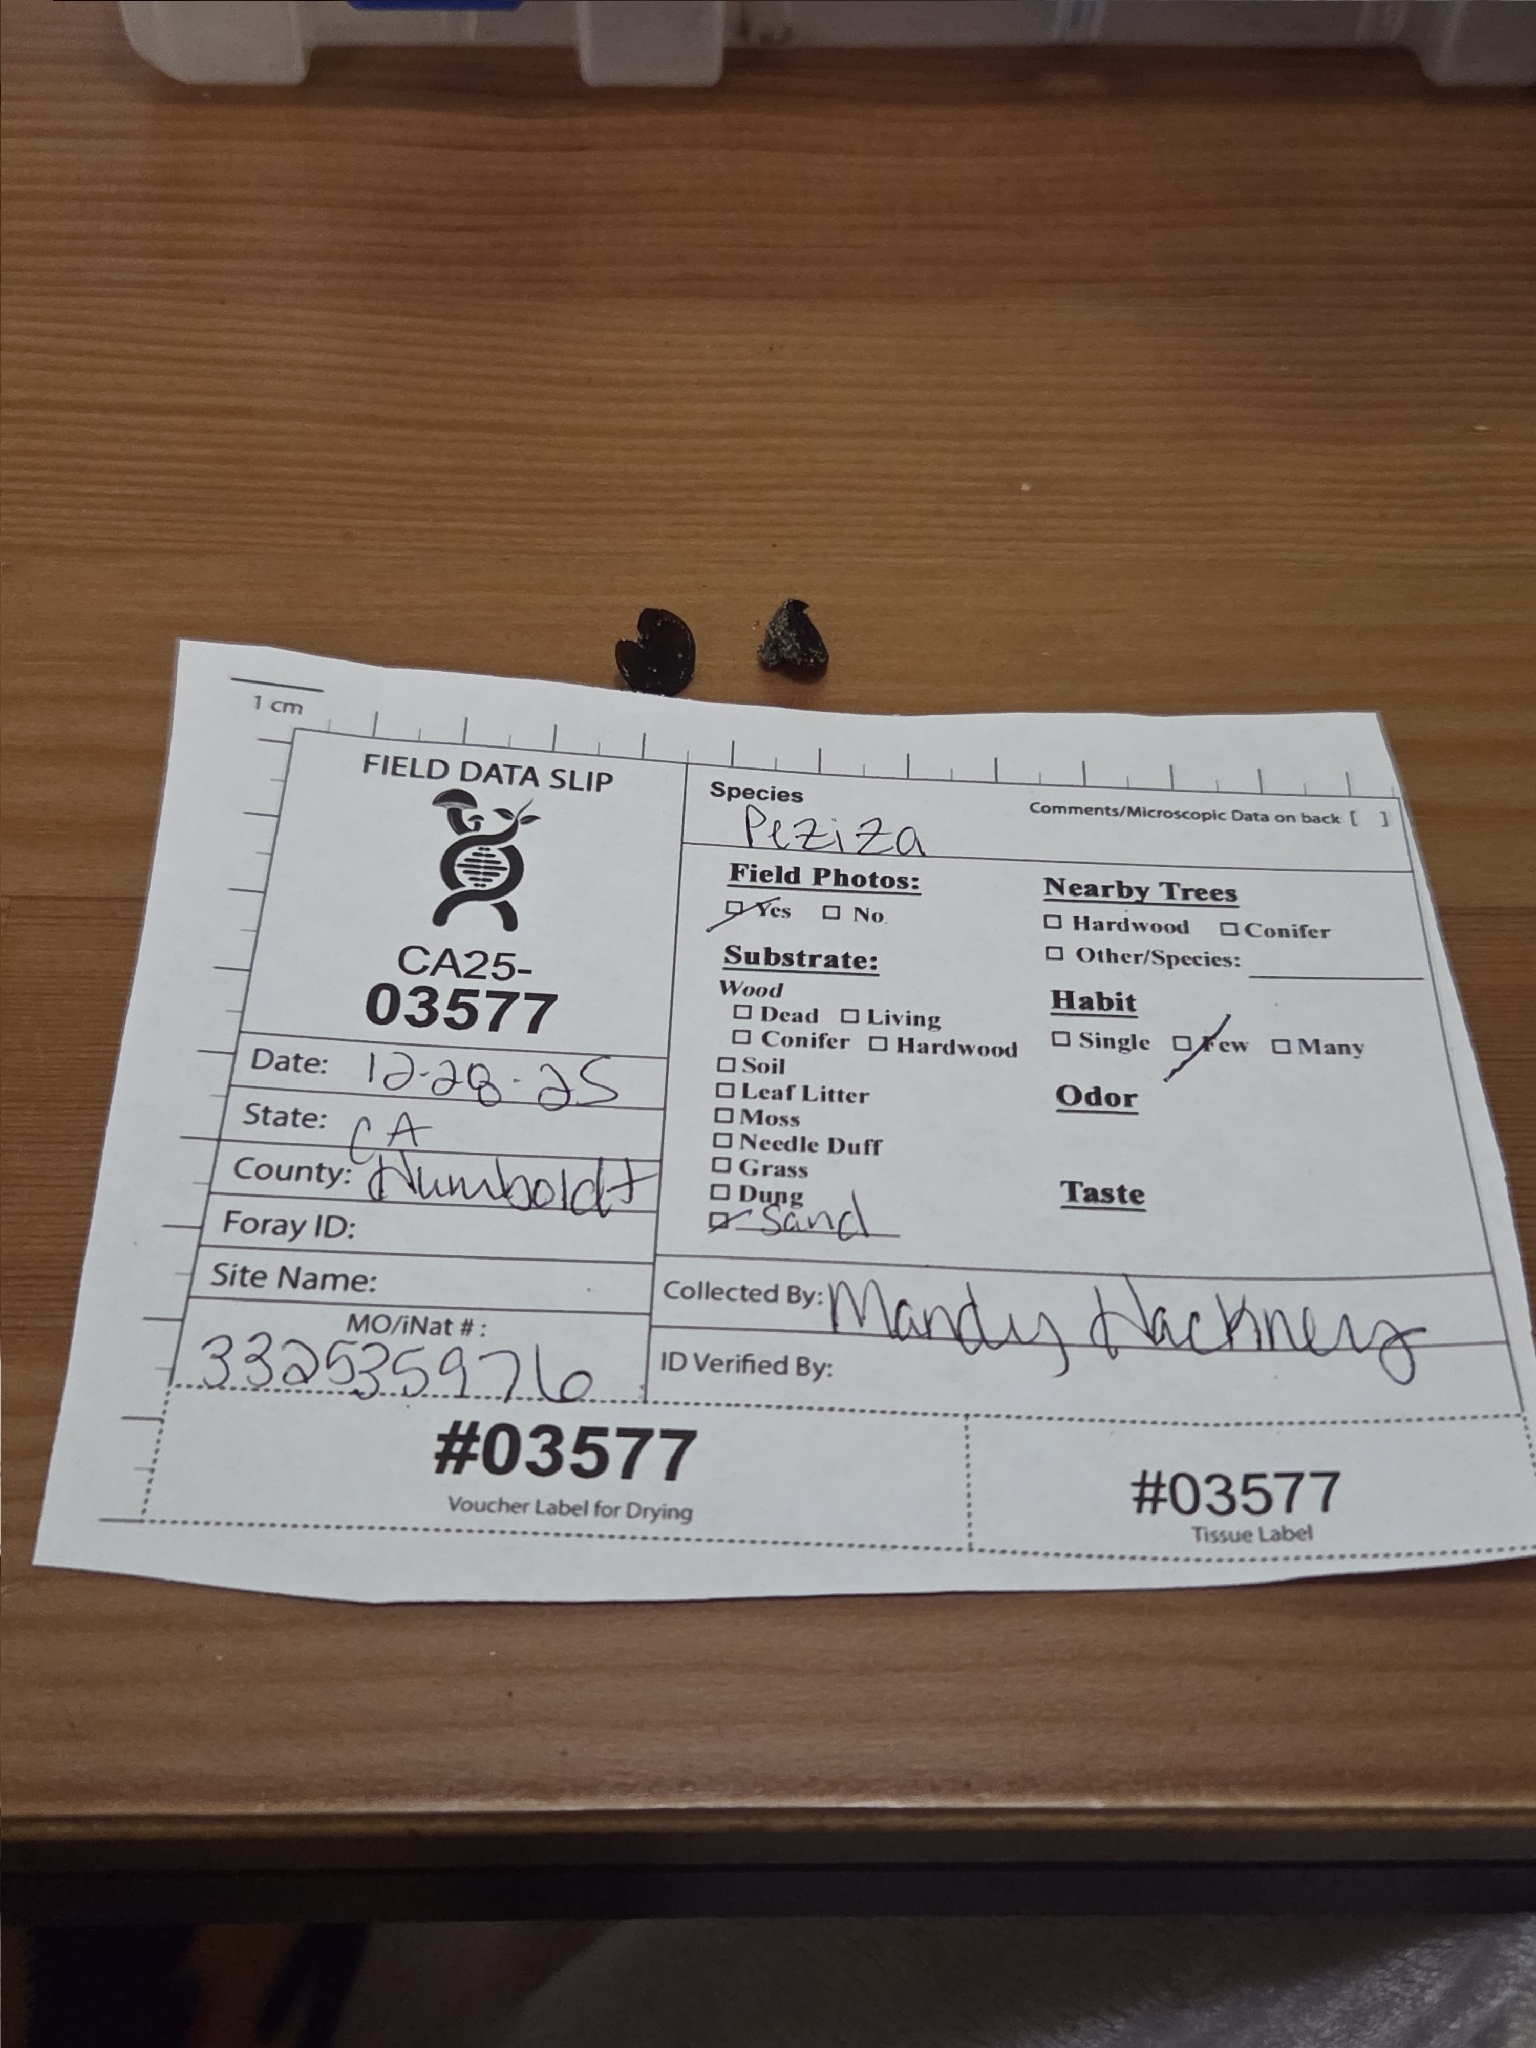 1 cm
FIELD DATA SLIP
CA25-
03577
Date: 12-28-25
State: CA
County: Humboldt
Foray ID:
Site Name:
MO/iNat #:
332535976
Species
Peziza
Comments/Microscopic Data on back [ ]
Field Photos:
Yes No
Substrate:
Wood
Dead Living
Conifer Hardwood
Soil
Leaf Litter
Moss
Needle Duff
Grass
Dung
Sand
Nearby Trees
Hardwood Conifer
Other/Species:
Habit
Single Few Many
Odor
Taste
Collected By: Mandy Hackney
ID Verified By:
#03577
Voucher Label for Drying
#03577
Tissue Label